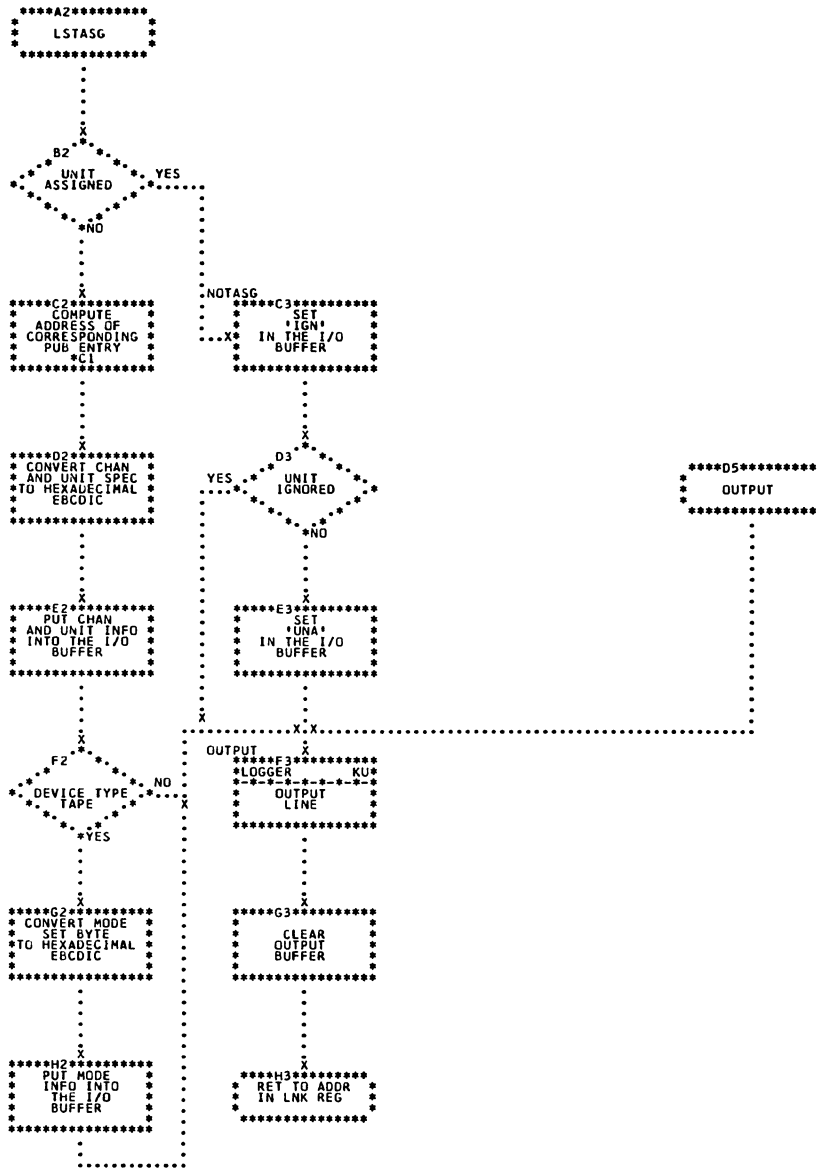 A2
LSTASG
B2
UNIT
ASSIGNED
YES
NO
NOTASG
C2
COMPUTE
ADDRESS OF
CORRESPONDING
PUB ENTRY
*C1
C3
SET
'IGN'
IN THE I/O
BUFFER
D2
CONVERT CHAN
AND UNIT SPEC
TO HEXADECIMAL
EBCDIC
D3
YES
UNIT
IGNORED
NO
D5
OUTPUT
E2
PUT CHAN
AND UNIT INFO
INTO THE I/O
BUFFER
E3
SET
'UNA'
IN THE I/O
BUFFER
F2
DEVICE TYPE
TAPE
NO
YES
OUTPUT
F3
LOGGER KU
OUTPUT
LINE
G2
CONVERT MODE
SET BYTE
TO HEXADECIMAL
EBCDIC
G3
CLEAR
OUTPUT
BUFFER
H2
PUT MODE
INFO INTO
THE I/O
BUFFER
H3
RET TO ADDR
IN LNK REG